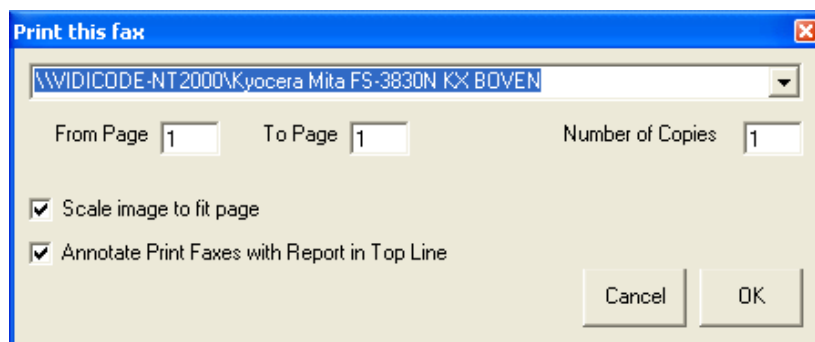 Print this fax
\\VIDICODE-NT2000\Kyocera Mita FS-3830N KX BOVEN
From Page 1 To Page 1 Number of Copies 1
Scale image to fit page
Annotate Print Faxes with Report in Top Line
Cancel OK